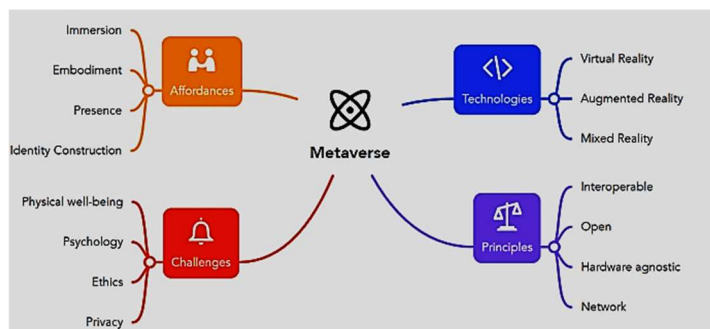 Immersion
Embodiment
Presence
Identity Construction
Affordances
Physical well-being
Psychology
Ethics
Privacy
Challenges
Metaverse
Technologies
Virtual Reality
Augmented Reality
Mixed Reality
Principles
Interoperable
Open
Hardware agnostic
Network